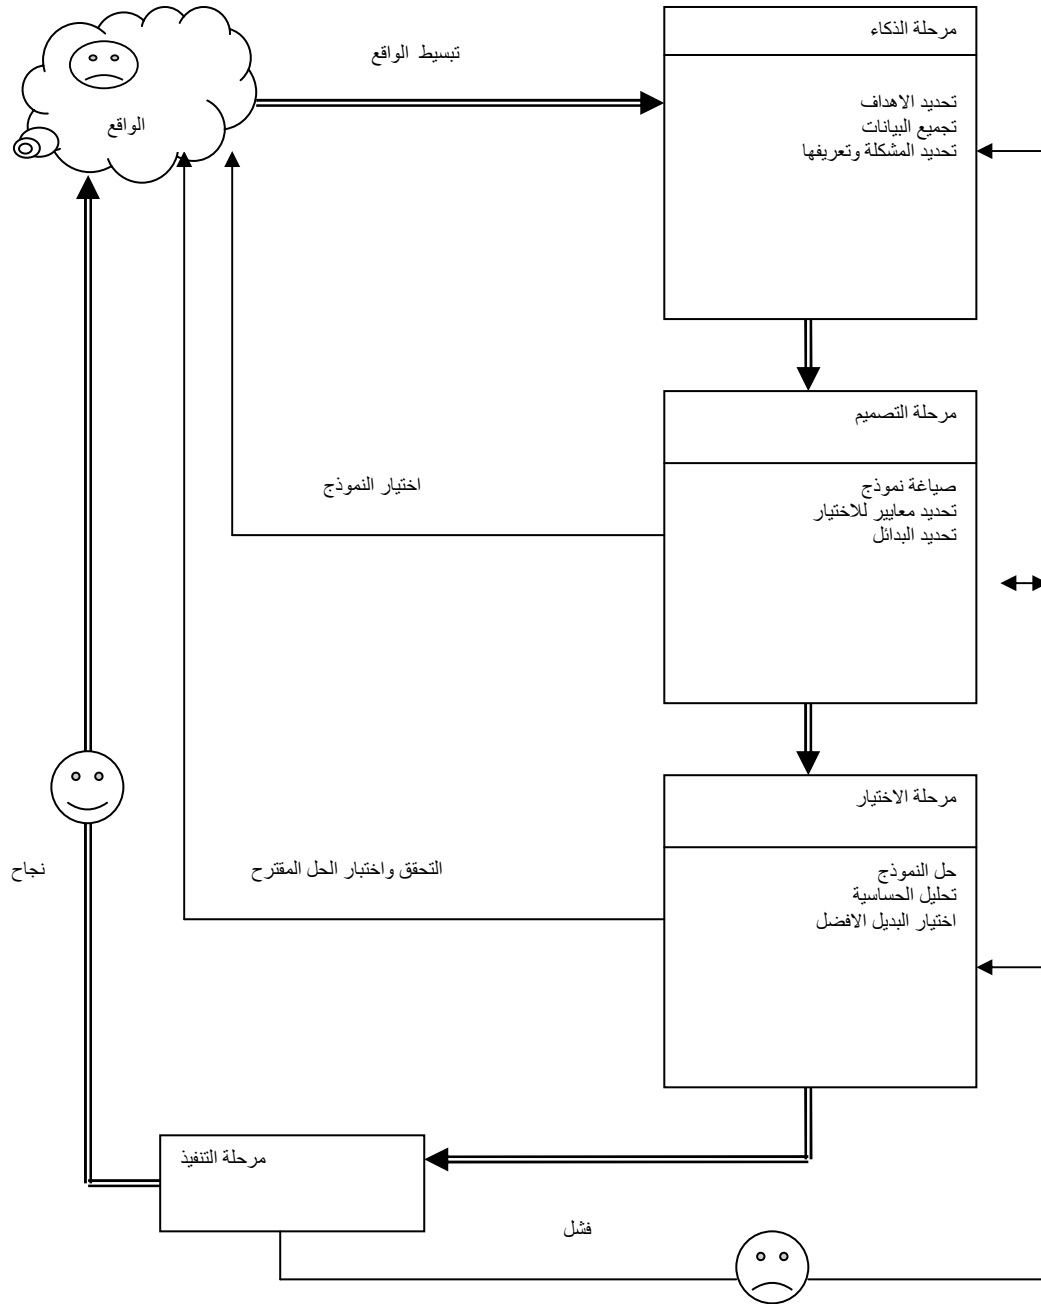 مرحلة الذكاء
تبسيط الواقع
تحديد الاهداف
تجميع البيانات
تحديد المشكلة وتعريفها
الواقع
مرحلة التصميم
صياغة نموذج
تحديد معايير للاختيار
تحديد البدائل
اختيار النموذج
مرحلة الاختيار
حل النموذج
تحليل الحساسية
اختيار البديل الافضل
التحقق واختبار الحل المقترح
نجاح
مرحلة التنفيذ
فشل